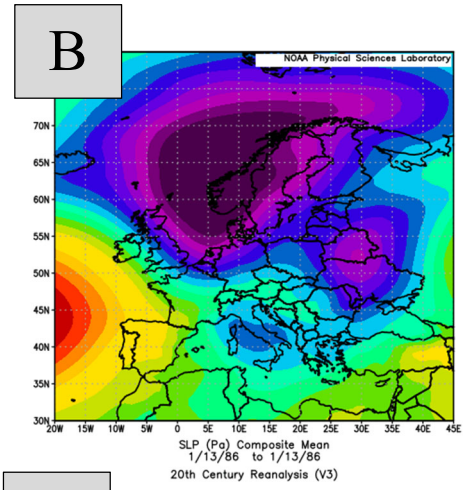 B
NOAA Physical Sciences Laboratory
70N
65N
60N
55N
50N
45N
40N
35N
30N
20W 15W 10W 5W 0 5E 10E 15E 20E 25E 30E 35E 40E 45E
SLP (Pa) Composite Mean
1/13/86 to 1/13/86
20th Century Reanalysis (V3)